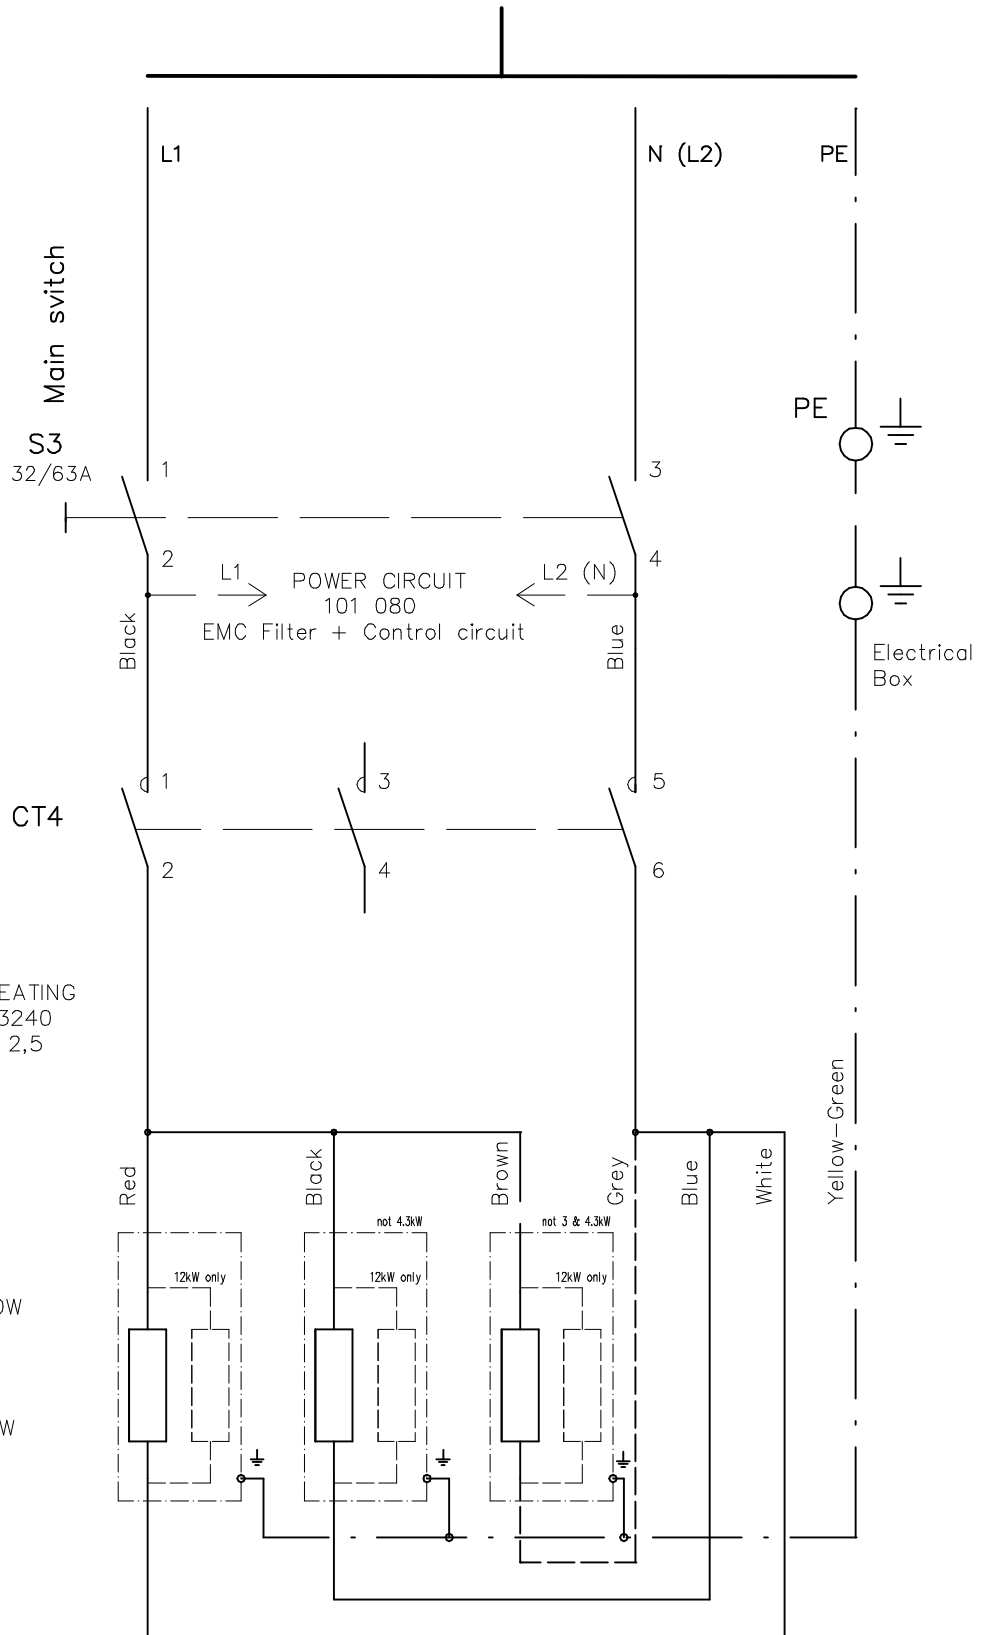 L1
N (L2)
PE
Main svitch
PE
S3
32/63A
1
3
2
4
L1
L2 (N)
POWER CIRCUIT
101 080
EMC Filter + Control circuit
Black
Blue
Electrical
Box
1
3
5
CT4
2
4
6
EATING
3240
2,5
Red
Black
Brown
Grey
Blue
White
Yellow-Green
not 4.3kW
not 3 & 4.3kW
12kW only
12kW only
12kW only
0W
W